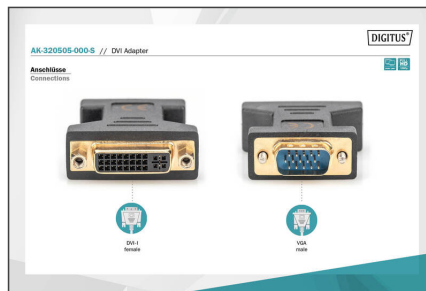 DIGITUS®
AK-320505-000-S // DVI Adapter
Anschlüsse
Connections
DVI-I
female
VGA
male